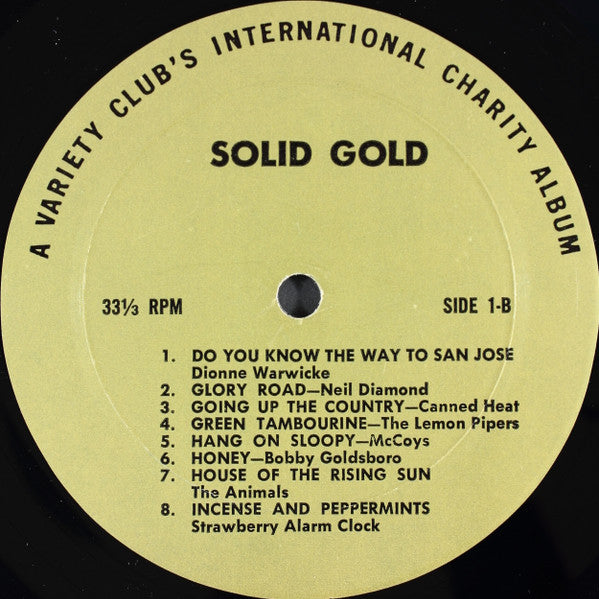 A VARIETY CLUB'S INTERNATIONAL CHARITY ALBUM
SOLID GOLD
33⅓ RPM
SIDE 1-B
1. DO YOU KNOW THE WAY TO SAN JOSE
Dionne Warwicke
2. GLORY ROAD—Neil Diamond
3. GOING UP THE COUNTRY—Canned Heat
4. GREEN TAMBOURINE—The Lemon Pipers
5. HANG ON SLOOPY—McCoys
6. HONEY—Bobby Goldsboro
7. HOUSE OF THE RISING SUN
The Animals
8. INCENSE AND PEPPERMINTS
Strawberry Alarm Clock